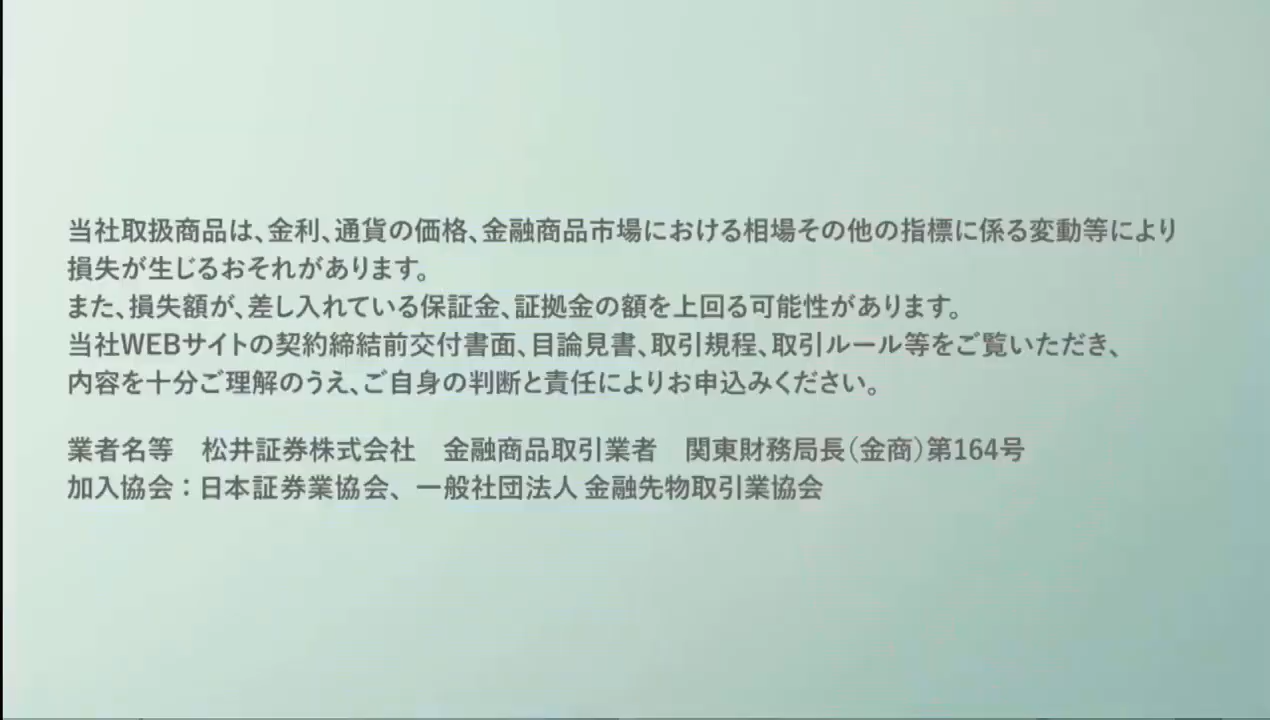 当社取扱商品は、金利、通貨の価格、金融商品市場における相場その他の指標に係る変動等により
損失が生じるおそれがあります。
また、損失額が、差し入れている保証金、証拠金の額を上回る可能性があります。
当社WEBサイトの契約締結前交付書面、目論見書、取引規程、取引ルール等をご覧いただき、
内容を十分ご理解のうえ、ご自身の判断と責任によりお申込みください。
業者名等　松井証券株式会社　金融商品取引業者　関東財務局長（金商）第164号
加入協会：日本証券業協会、一般社団法人 金融先物取引業協会